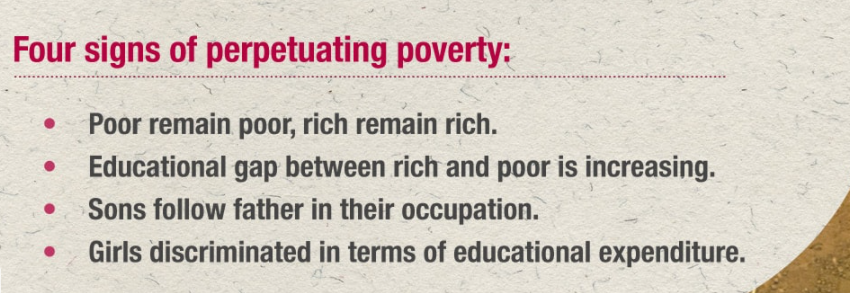 Four signs of perpetuating poverty:
• Poor remain poor, rich remain rich.
• Educational gap between rich and poor is increasing.
• Sons follow father in their occupation.
• Girls discriminated in terms of educational expenditure.